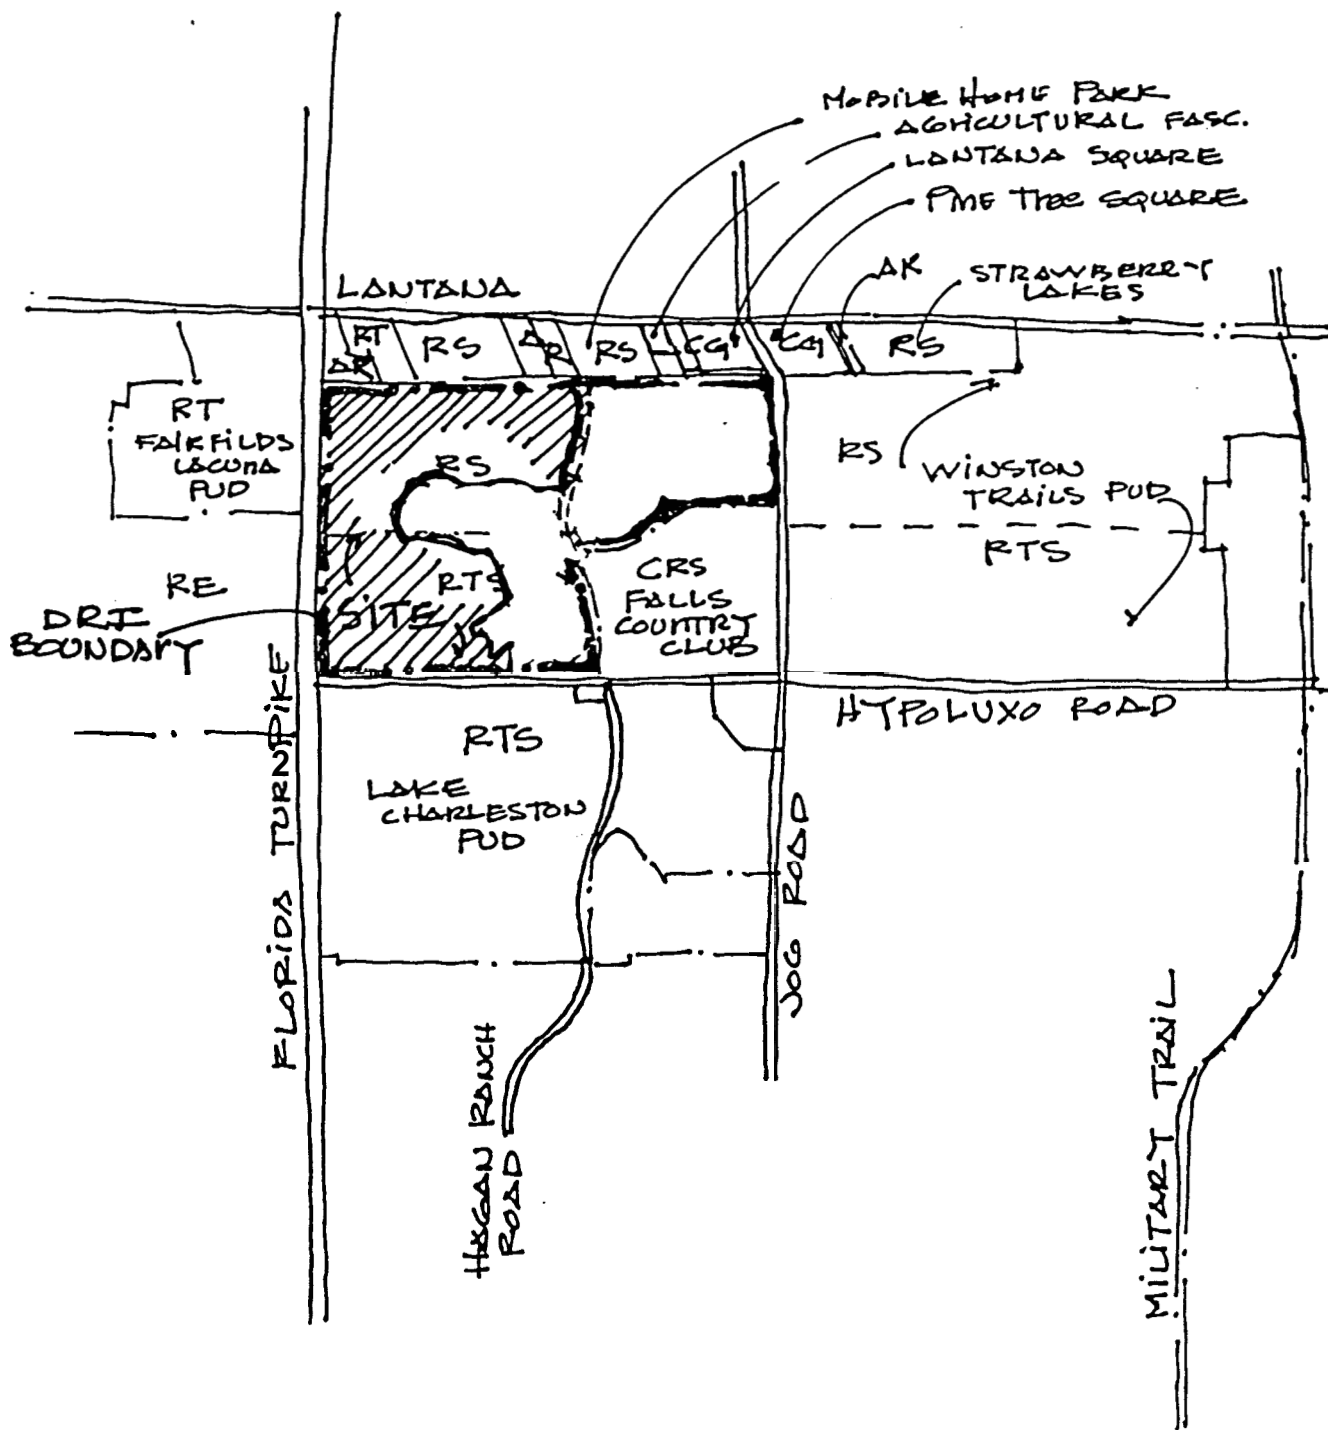 MOBILE HOME PARK
AGRICULTURAL FASC.
LANTANA SQUARE
PINE TREE SQUARE
AR
STRAWBERRY
LAKES
LANTANA
RT
AR
RS
AR
RS
CG
CG
RS
RT
FAIRFILDS
LACUNA
PUD
RS
RS
WINSTON
TRAILS PUD
RTS
RE
RTS
SITE
CRS
FALLS
COUNTRY
CLUB
DRI
BOUNDARY
HYPOLUXO ROAD
RTS
LAKE
CHARLESTON
PUD
FLORIDA TURNPIKE
JOG ROAD
HAGAN RANCH
ROAD
MILITARY TRAIL